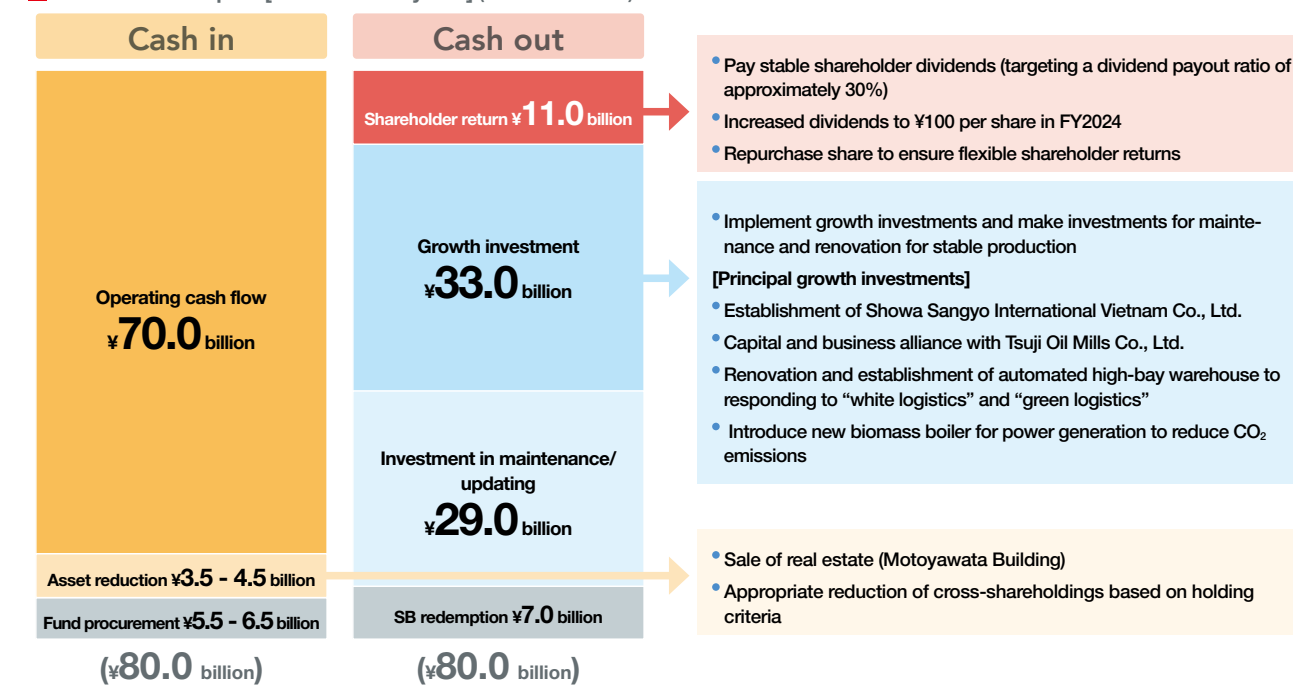 Cash in
Cash out
Operating cash flow
¥70.0 billion
Asset reduction ¥3.5 - 4.5 billion
Fund procurement ¥5.5 - 6.5 billion
(¥80.0 billion)
Shareholder return ¥11.0 billion
Growth investment
¥33.0 billion
Investment in maintenance/
updating
¥29.0 billion
SB redemption ¥7.0 billion
(¥80.0 billion)
• Pay stable shareholder dividends (targeting a dividend payout ratio of
approximately 30%)
• Increased dividends to ¥100 per share in FY2024
• Repurchase share to ensure flexible shareholder returns
• Implement growth investments and make investments for mainte-
nance and renovation for stable production
[Principal growth investments]
• Establishment of Showa Sangyo International Vietnam Co., Ltd.
• Capital and business alliance with Tsuji Oil Mills Co., Ltd.
• Renovation and establishment of automated high-bay warehouse to
responding to “white logistics” and “green logistics”
• Introduce new biomass boiler for power generation to reduce CO₂
emissions
• Sale of real estate (Motoyawata Building)
• Appropriate reduction of cross-shareholdings based on holding
criteria